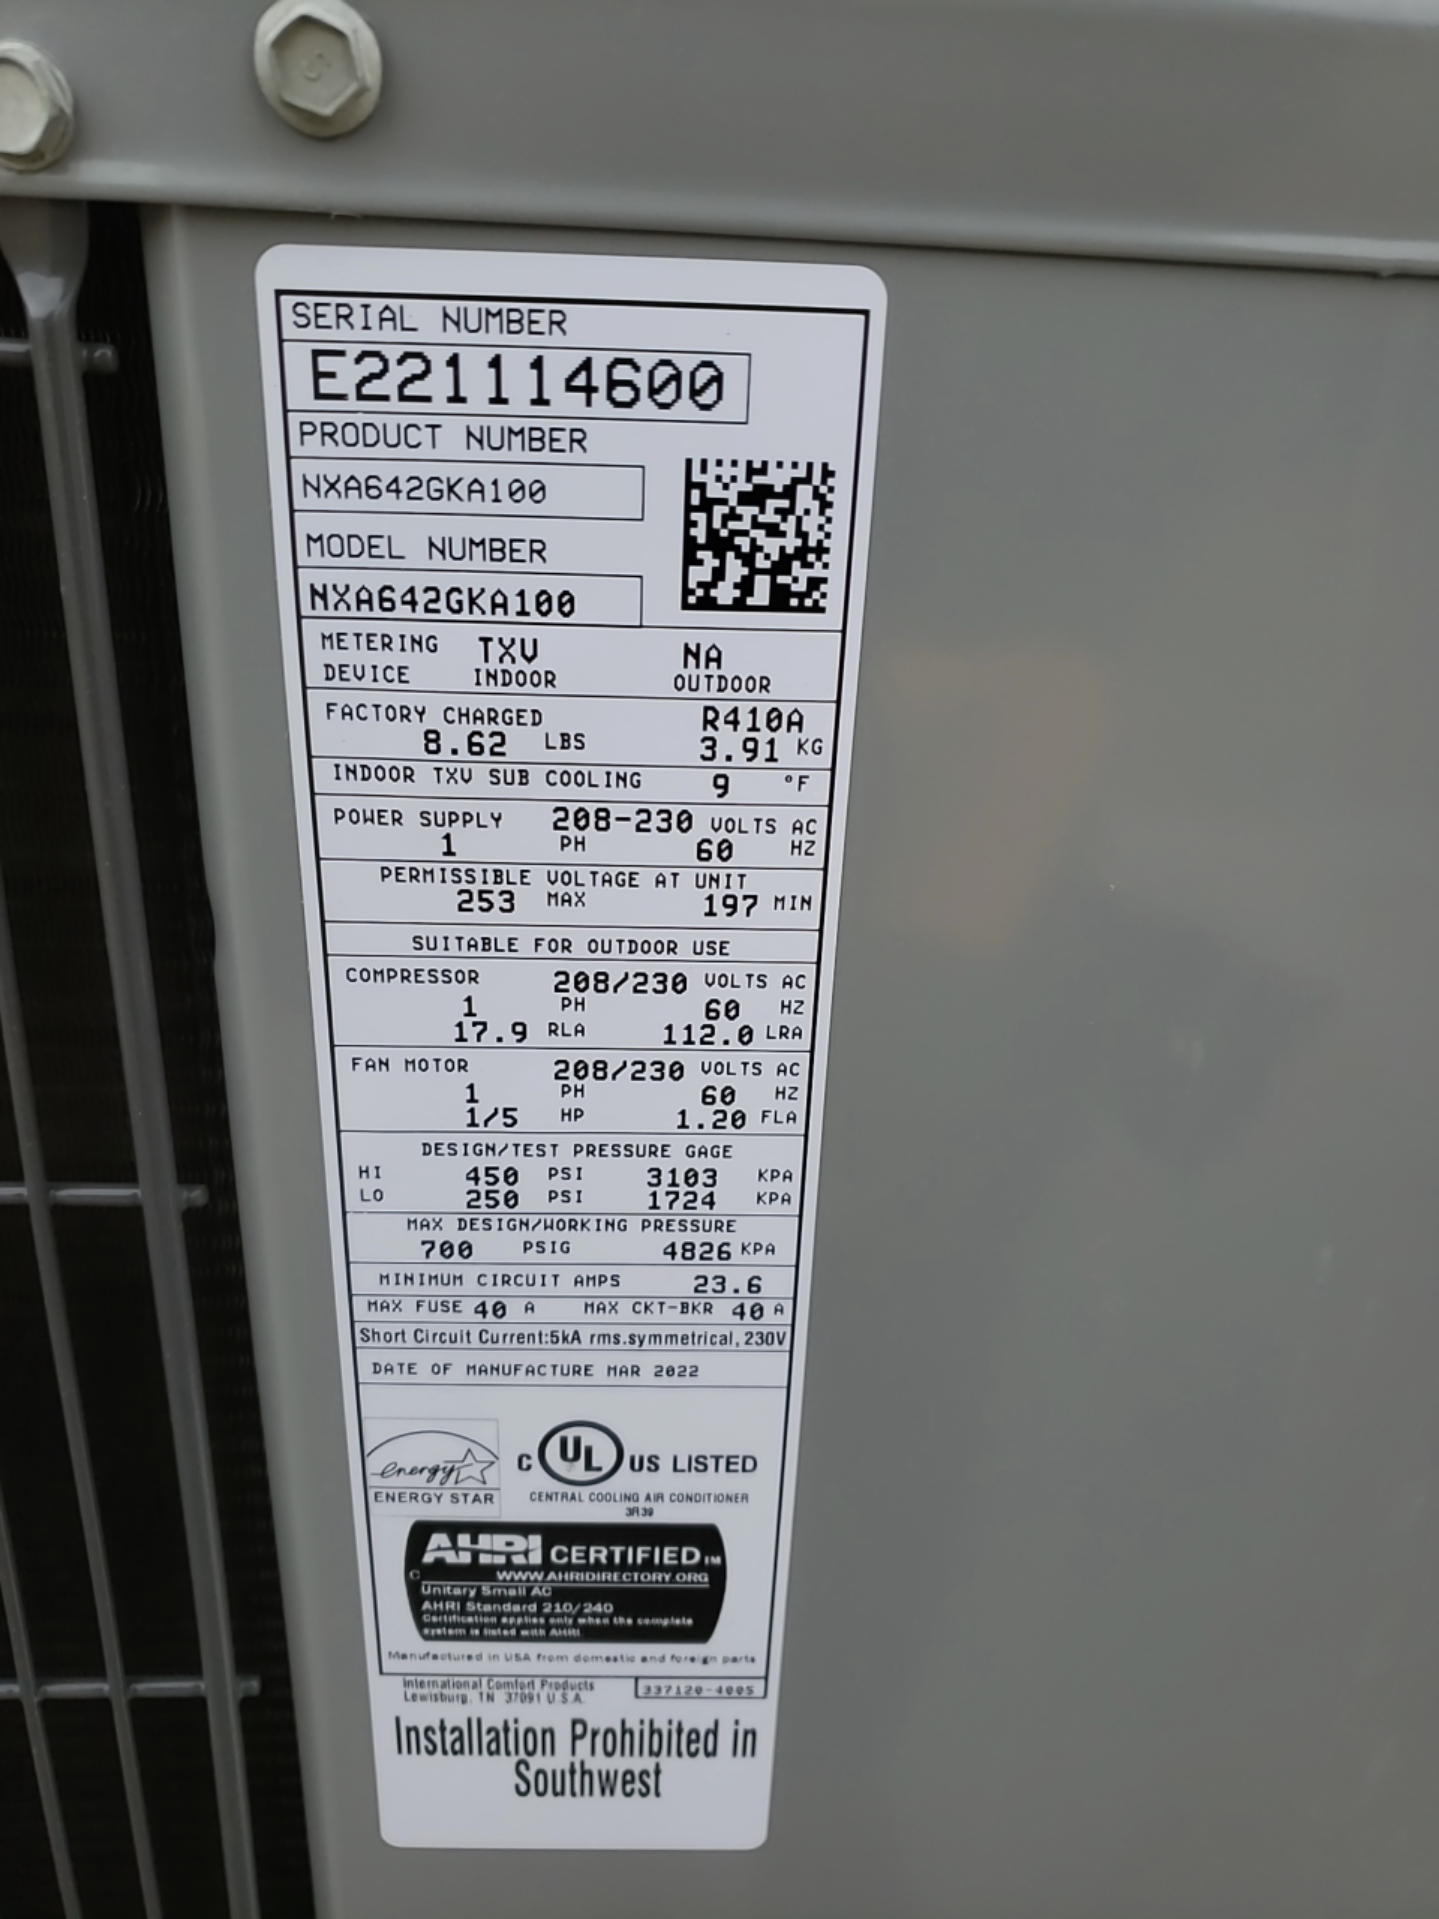 SERIAL NUMBER
E221114600
PRODUCT NUMBER
NXA642GKA100
MODEL NUMBER
NXA642GKA100
METERING TXV NA
DEVICE INDOOR OUTDOOR
FACTORY CHARGED R410A
8.62 LBS 3.91 KG
INDOOR TXV SUB COOLING 9 °F
POWER SUPPLY 208-230 VOLTS AC
1 PH 60 HZ
PERMISSIBLE VOLTAGE AT UNIT
253 MAX 197 MIN
SUITABLE FOR OUTDOOR USE
COMPRESSOR 208/230 VOLTS AC
1 PH 60 HZ
17.9 RLA 112.0 LRA
FAN MOTOR 208/230 VOLTS AC
1 PH 60 HZ
1/5 HP 1.20 FLA
DESIGN/TEST PRESSURE GAGE
HI 450 PSI 3103 KPA
LO 250 PSI 1724 KPA
MAX DESIGN/WORKING PRESSURE
700 PSIG 4826 KPA
MINIMUM CIRCUIT AMPS 23.6
MAX FUSE 40 A MAX CKT-BKR 40 A
Short Circuit Current:5kA rms.symmetrical, 230V
DATE OF MANUFACTURE MAR 2022
energy
ENERGY STAR
C UL US LISTED
CENTRAL COOLING AIR CONDITIONER
3R39
AHRI CERTIFIED TM
C WWW.AHRIDIRECTORY.ORG
Unitary Small AC
AHRI Standard 210/240
Certification applies only when the complete
system is listed with AHRI.
Manufactured in USA from domestic and foreign parts
International Comfort Products
Lewisburg, TN 37091 U.S.A.
337120-4005
Installation Prohibited in
Southwest